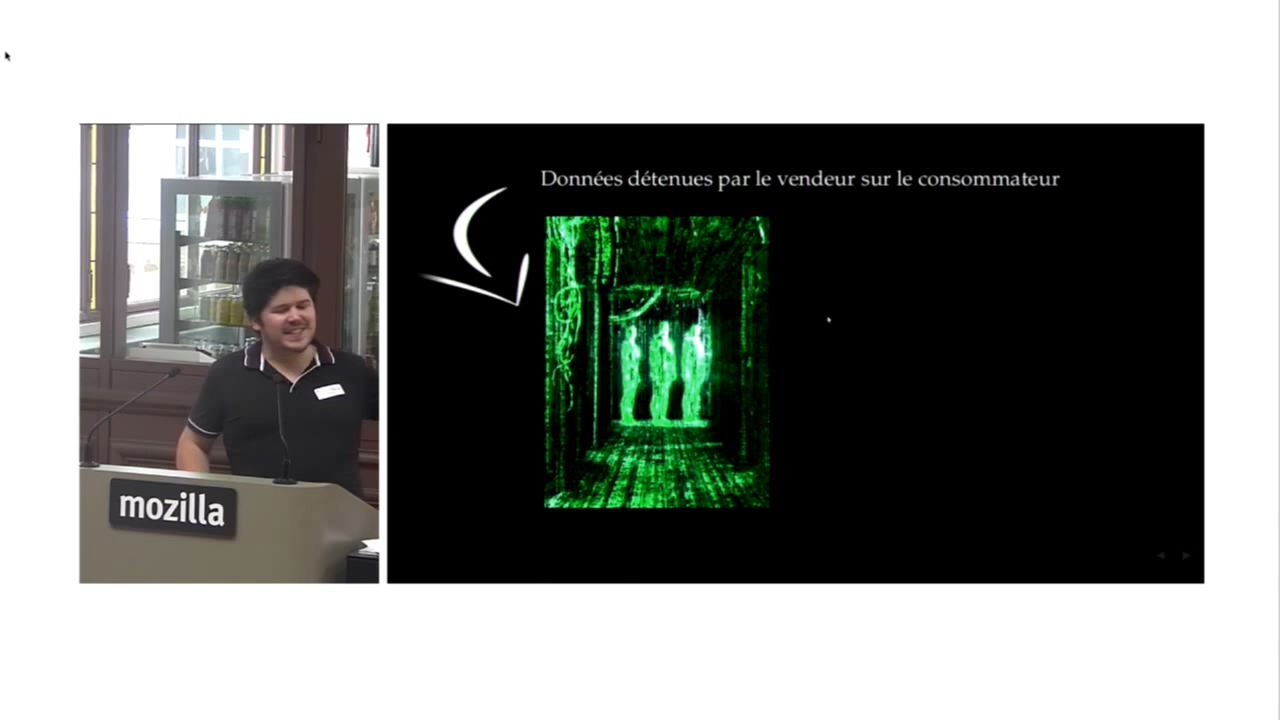 Données détenues par le vendeur sur le consommateur
mozilla